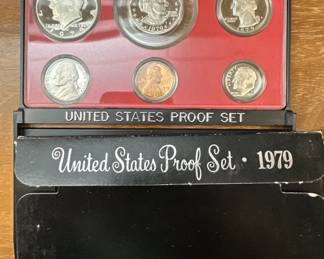 UNITED STATES PROOF SET
United States Proof Set · 1979